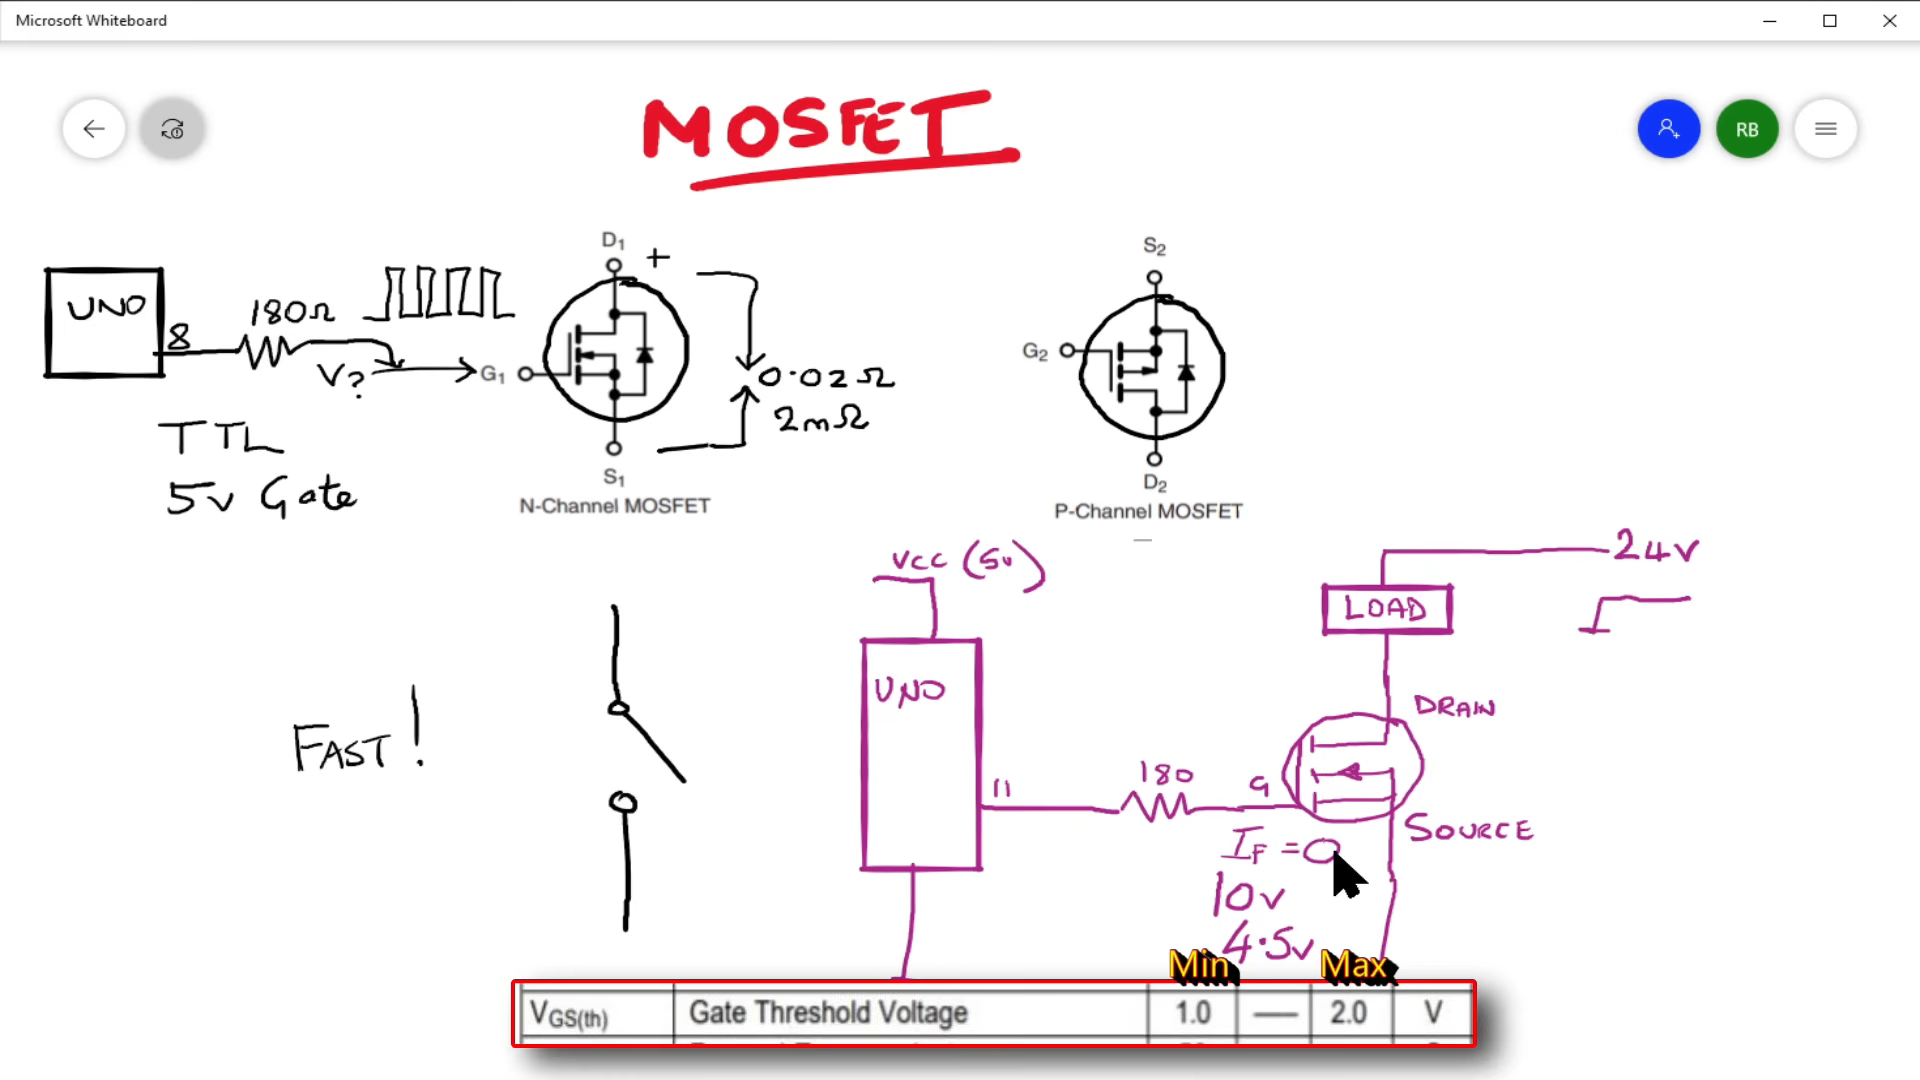 Microsoft Whiteboard
RB
MOSFET
UNO
8
180Ω
V?
TTL
5v Gate
D1
+
G1
S1
N-Channel MOSFET
0.02Ω
2mΩ
S2
G2
D2
P-Channel MOSFET
FAST!
VCC (5v)
UNO
11
180
G
24V
LOAD
DRAIN
SOURCE
IF = 0
10v
4.5v
Min Max
VGS(th) Gate Threshold Voltage 1.0 — 2.0 V